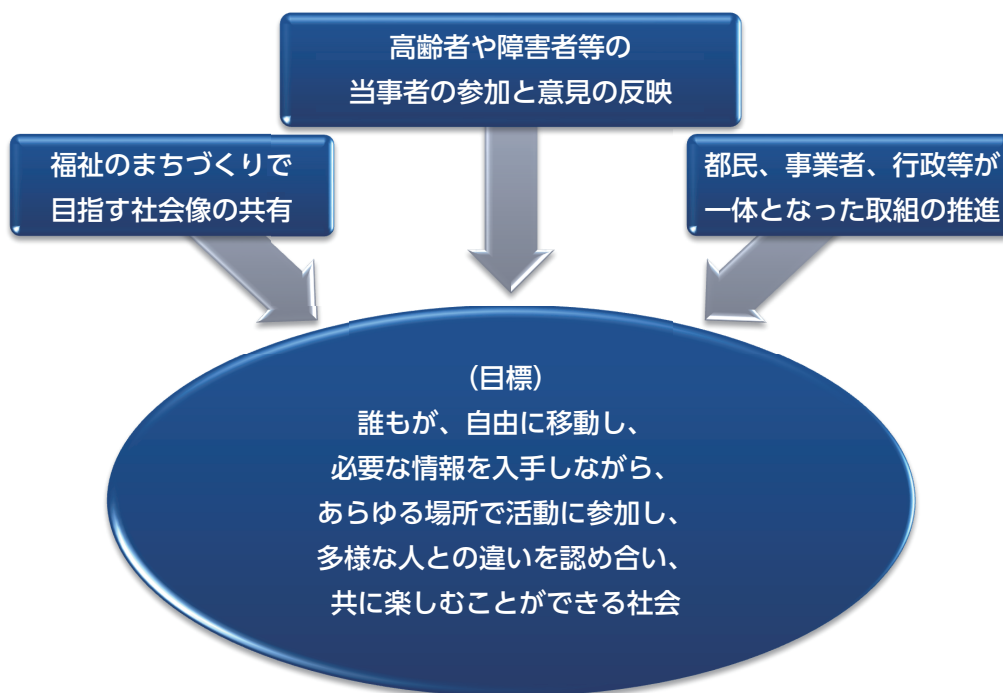 高齢者や障害者等の
当事者の参加と意見の反映
福祉のまちづくりで
目指す社会像の共有
都民、事業者、行政等が
一体となった取組の推進
(目標)
誰もが、自由に移動し、
必要な情報を入手しながら、
あらゆる場所で活動に参加し、
多様な人との違いを認め合い、
共に楽しむことができる社会